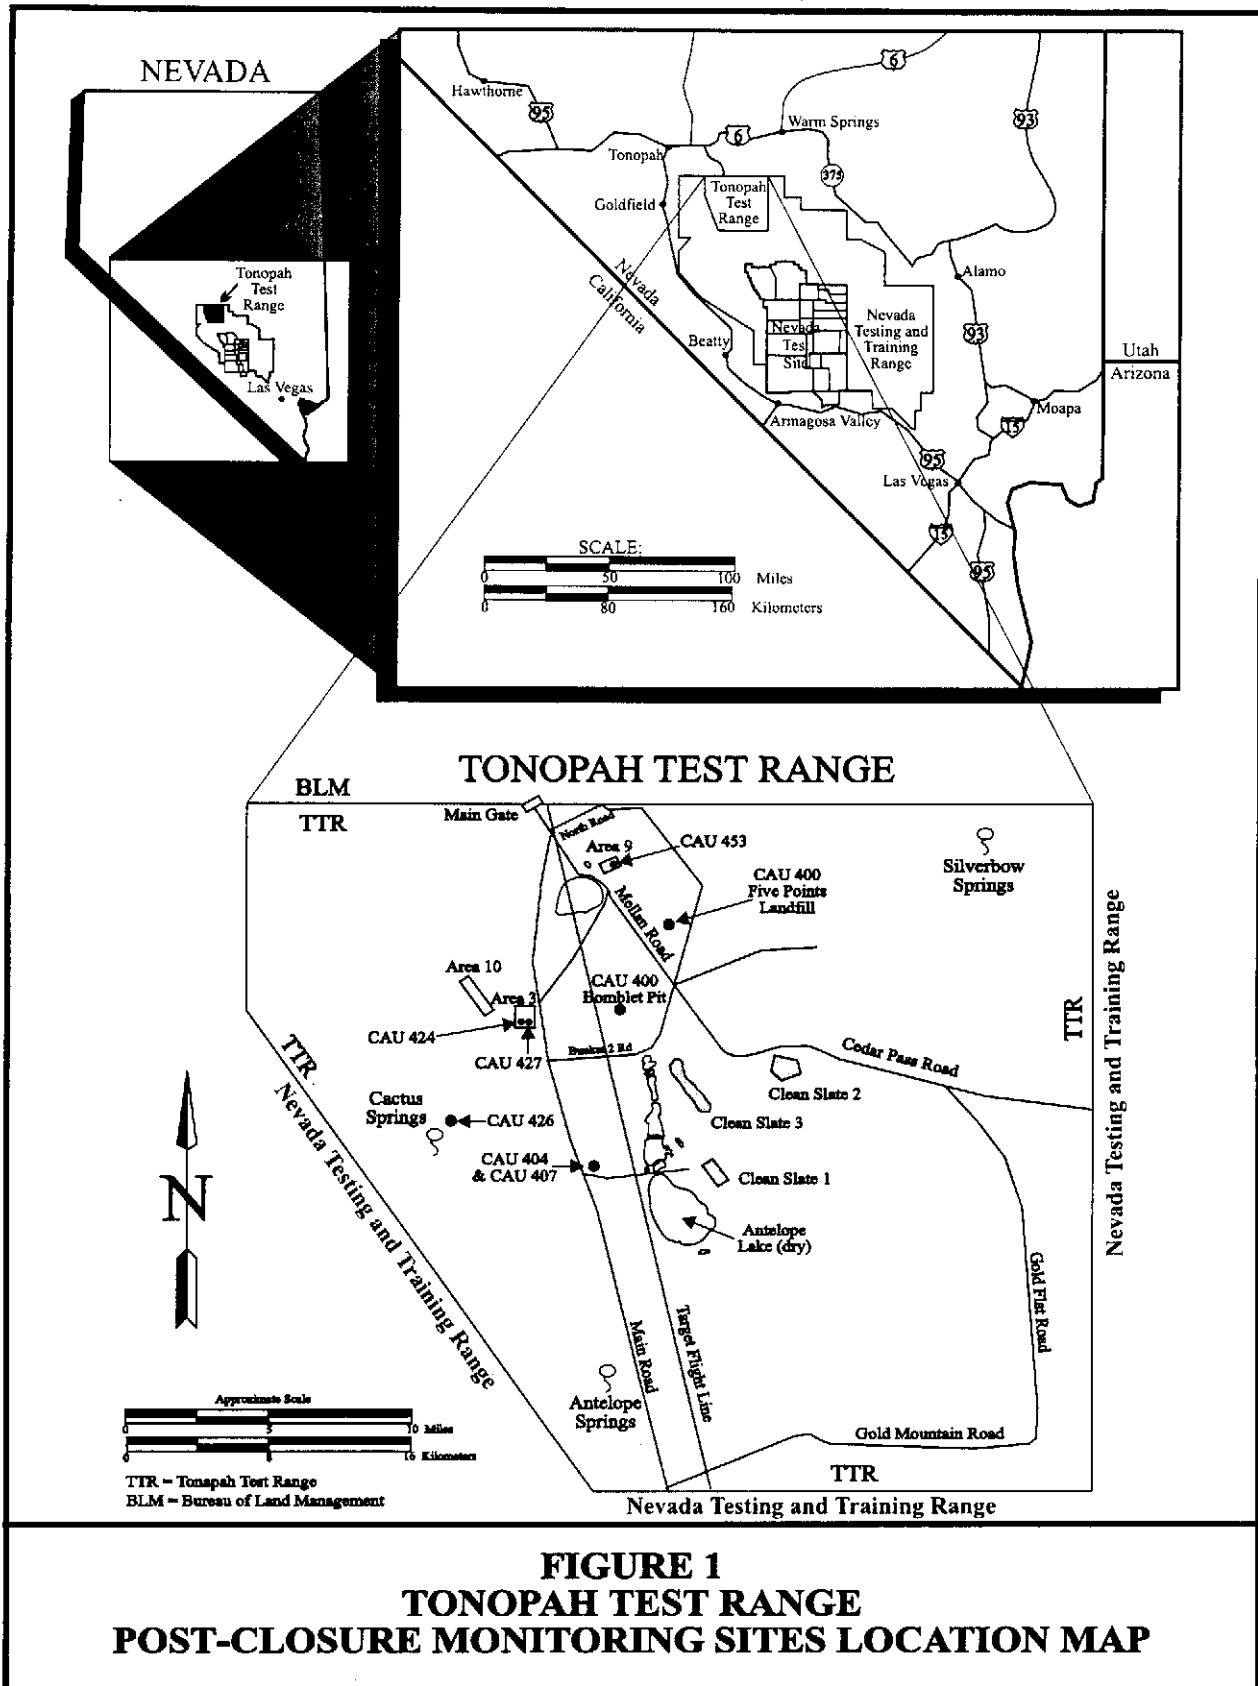 NEVADA
Tonopah
Test
Range
Las Vegas
Hawthorne
95
6
93
Warm Springs
6
Tonopah
375
Tonopah
Test
Range
Goldfield
Nevada
California
Alamo
Nevada
Testing and
Training
Range
Nevada
Test
Site
93
Beatty
Utah
Arizona
Moapa
15
Armagosa Valley
95
Las Vegas
15
95
SCALE:
0 50 100 Miles
0 80 160 Kilometers
TONOPAH TEST RANGE
BLM
TTR
Main Gate
North Road
Area 9
CAU 453
CAU 400
Five Points
Landfill
Silverbow
Springs
Mellan Road
Area 10
Area 3
CAU 400
Bomblet Pit
CAU 424
CAU 427
Bunker 2 Rd
Cedar Pass Road
Clean Slate 2
Clean Slate 3
TTR
Nevada Testing and Training Range
TTR
Nevada Testing and Training Range
Cactus
Springs
CAU 426
CAU 404
& CAU 407
Clean Slate 1
Antelope
Lake (dry)
N
Gold Flat Road
Main Road
Target Flight Line
Antelope
Springs
Gold Mountain Road
Approximate Scale
0 5 10 Miles
0 8 16 Kilometers
TTR = Tonapah Test Range
BLM = Bureau of Land Management
TTR
Nevada Testing and Training Range
FIGURE 1
TONOPAH TEST RANGE
POST-CLOSURE MONITORING SITES LOCATION MAP